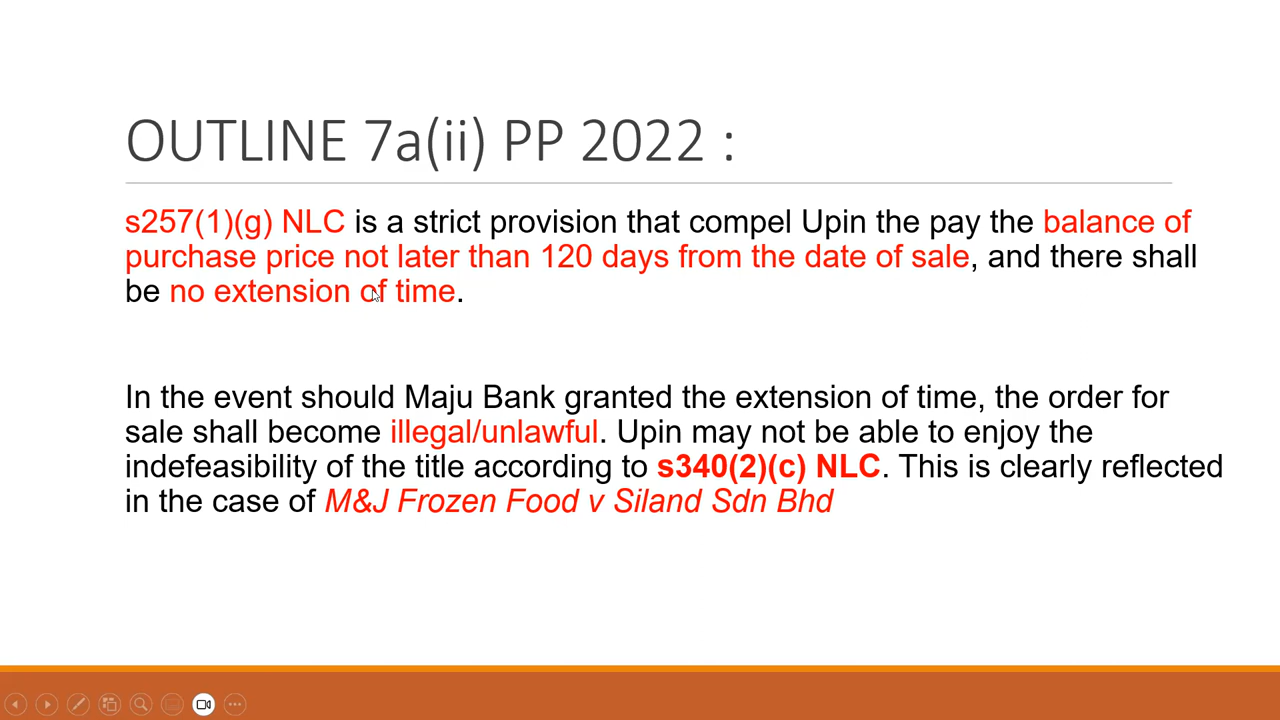 OUTLINE 7a(ii) PP 2022 :
s257(1)(g) NLC is a strict provision that compel Upin the pay the balance of
purchase price not later than 120 days from the date of sale, and there shall
be no extension of time.
In the event should Maju Bank granted the extension of time, the order for
sale shall become illegal/unlawful. Upin may not be able to enjoy the
indefeasibility of the title according to s340(2)(c) NLC. This is clearly reflected
in the case of M&J Frozen Food v Siland Sdn Bhd